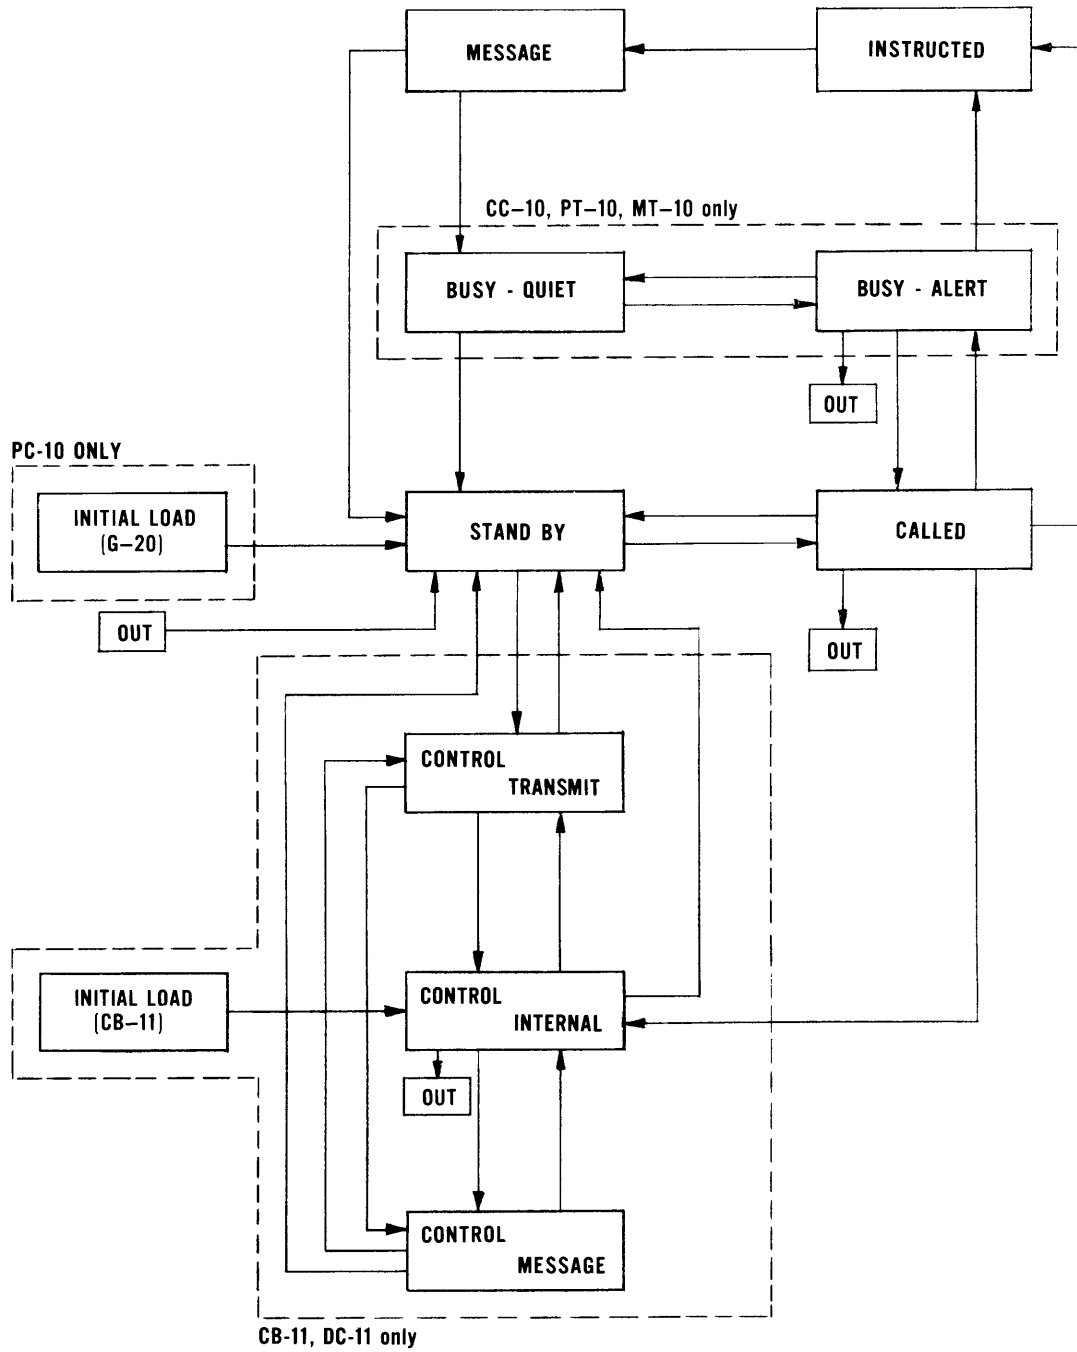 MESSAGE
INSTRUCTED
CC–10, PT–10, MT–10 only
BUSY - QUIET
BUSY - ALERT
OUT
PC-10 ONLY
INITIAL LOAD
(G–20)
STAND BY
CALLED
OUT
OUT
CONTROL
TRANSMIT
INITIAL LOAD
(CB–11)
CONTROL
INTERNAL
OUT
CONTROL
MESSAGE
CB-11, DC-11 only